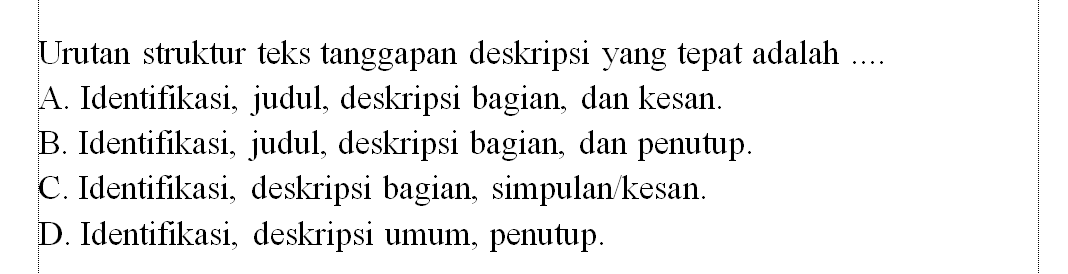 Urutan struktur teks tanggapan deskripsi yang tepat adalah ....
A. Identifikasi, judul, deskripsi bagian, dan kesan.
B. Identifikasi, judul, deskripsi bagian, dan penutup.
C. Identifikasi, deskripsi bagian, simpulan/kesan.
D. Identifikasi, deskripsi umum, penutup.